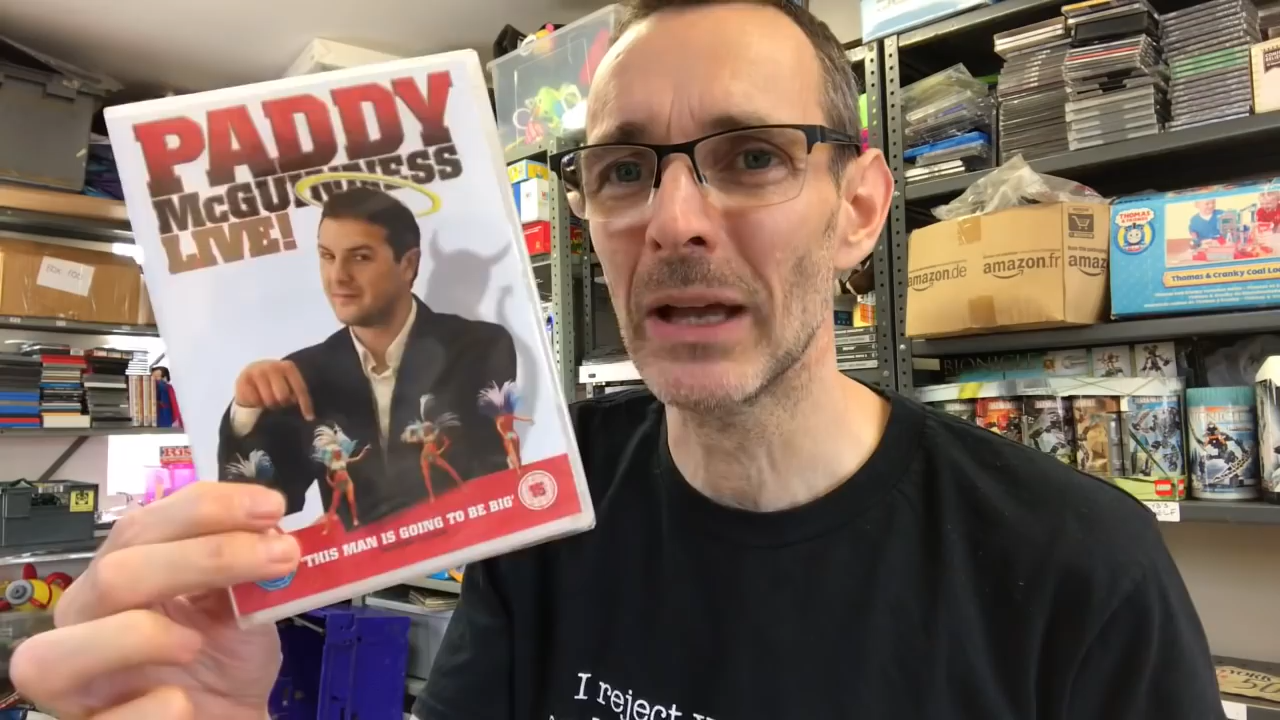 PADDY
McGUINNESS
LIVE!
'THIS MAN IS GOING TO BE BIG'
15
I reject
amazon.de
amazon.fr
amaz
THOMAS
& FRIENDS
Thomas & Cranky Coal Lo
BIONICLE